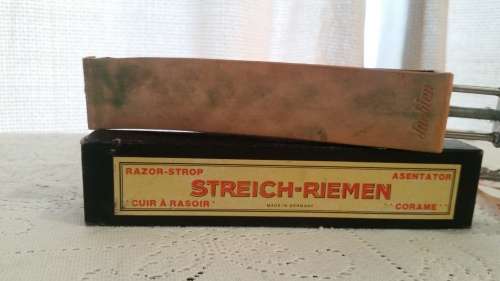 RAZOR-STROP
ASENTATOR
STREICH-RIEMEN
"CUIR À RASOIR"
MADE IN GERMANY
"CORAME"